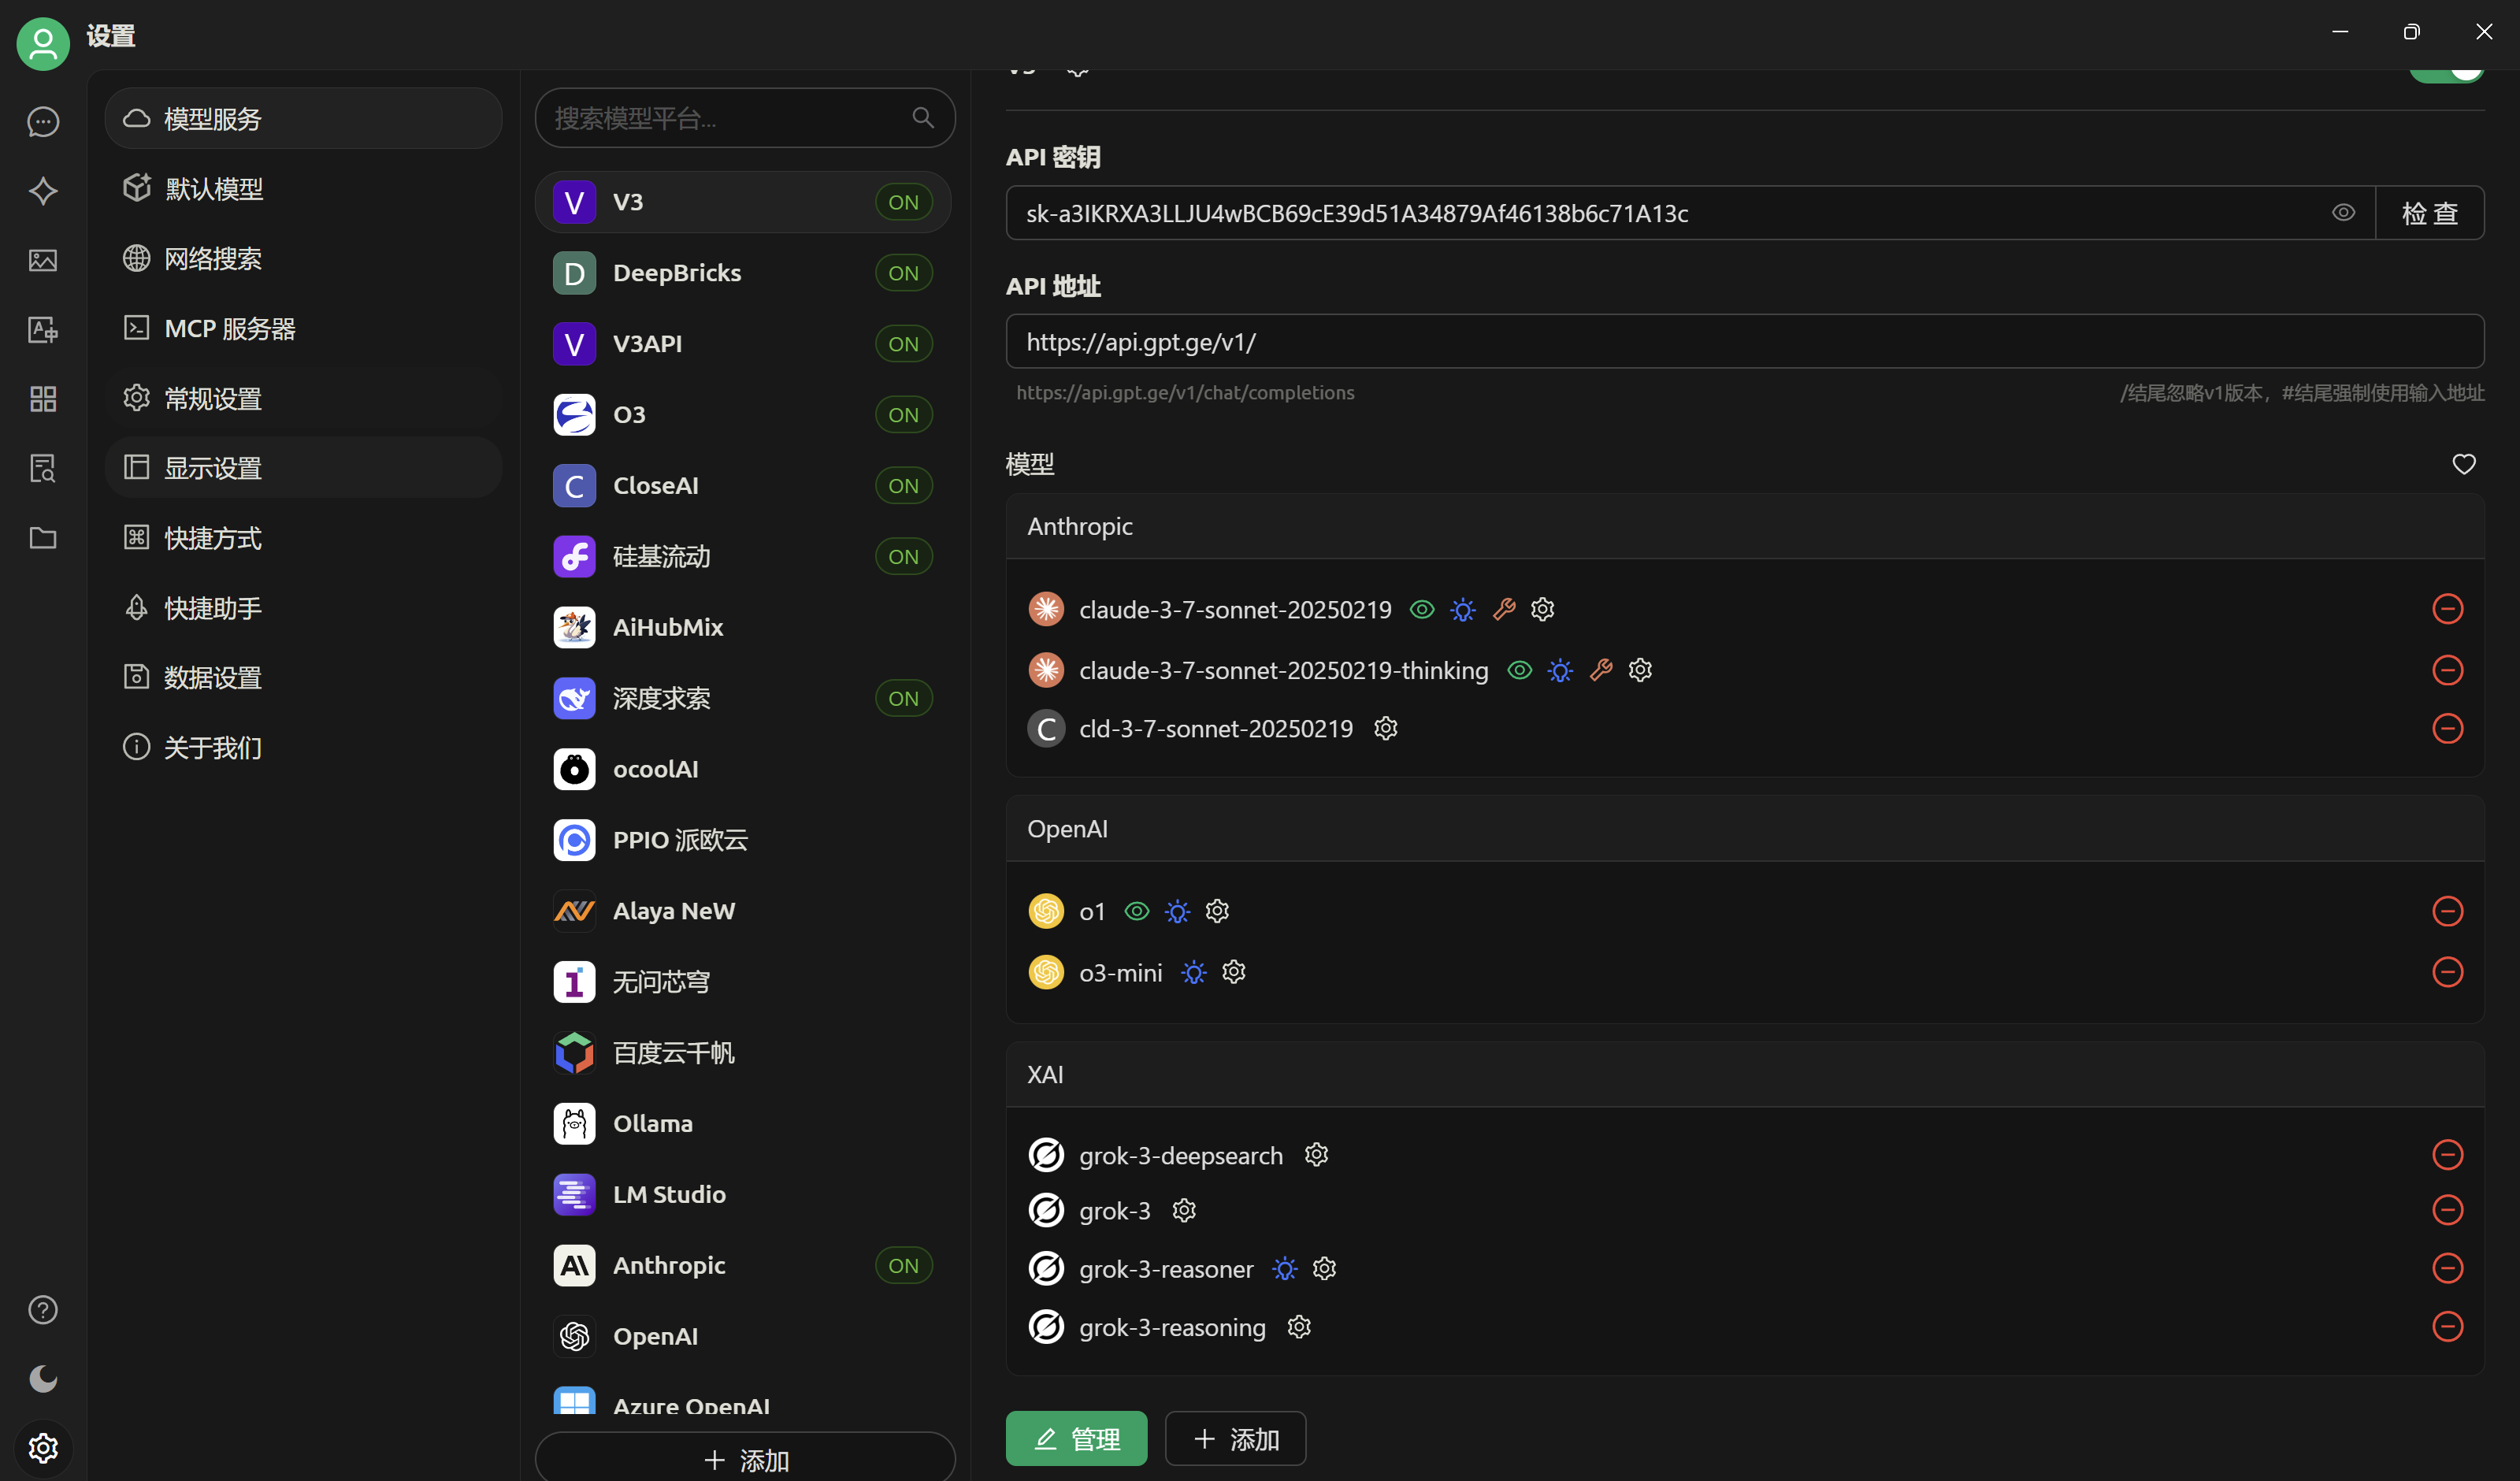 设置
模型服务
默认模型
网络搜索
MCP 服务器
常规设置
显示设置
快捷方式
快捷助手
数据设置
关于我们
搜索模型平台...
V3 ON
DeepBricks ON
V3API ON
O3 ON
CloseAI ON
硅基流动 ON
AiHubMix
深度求索 ON
ocoolAI
PPIO 派欧云
Alaya NeW
无问芯穹
百度云千帆
Ollama
LM Studio
Anthropic ON
OpenAI
Azure OpenAI
添加
V3
API 密钥
sk-a3IKRXA3LLJU4wBCB69cE39d51A34879Af46138b6c71A13c
检查
API 地址
https://api.gpt.ge/v1/
https://api.gpt.ge/v1/chat/completions
/结尾忽略v1版本，#结尾强制使用输入地址
模型
Anthropic
claude-3-7-sonnet-20250219
claude-3-7-sonnet-20250219-thinking
cld-3-7-sonnet-20250219
OpenAI
o1
o3-mini
XAI
grok-3-deepsearch
grok-3
grok-3-reasoner
grok-3-reasoning
管理
添加